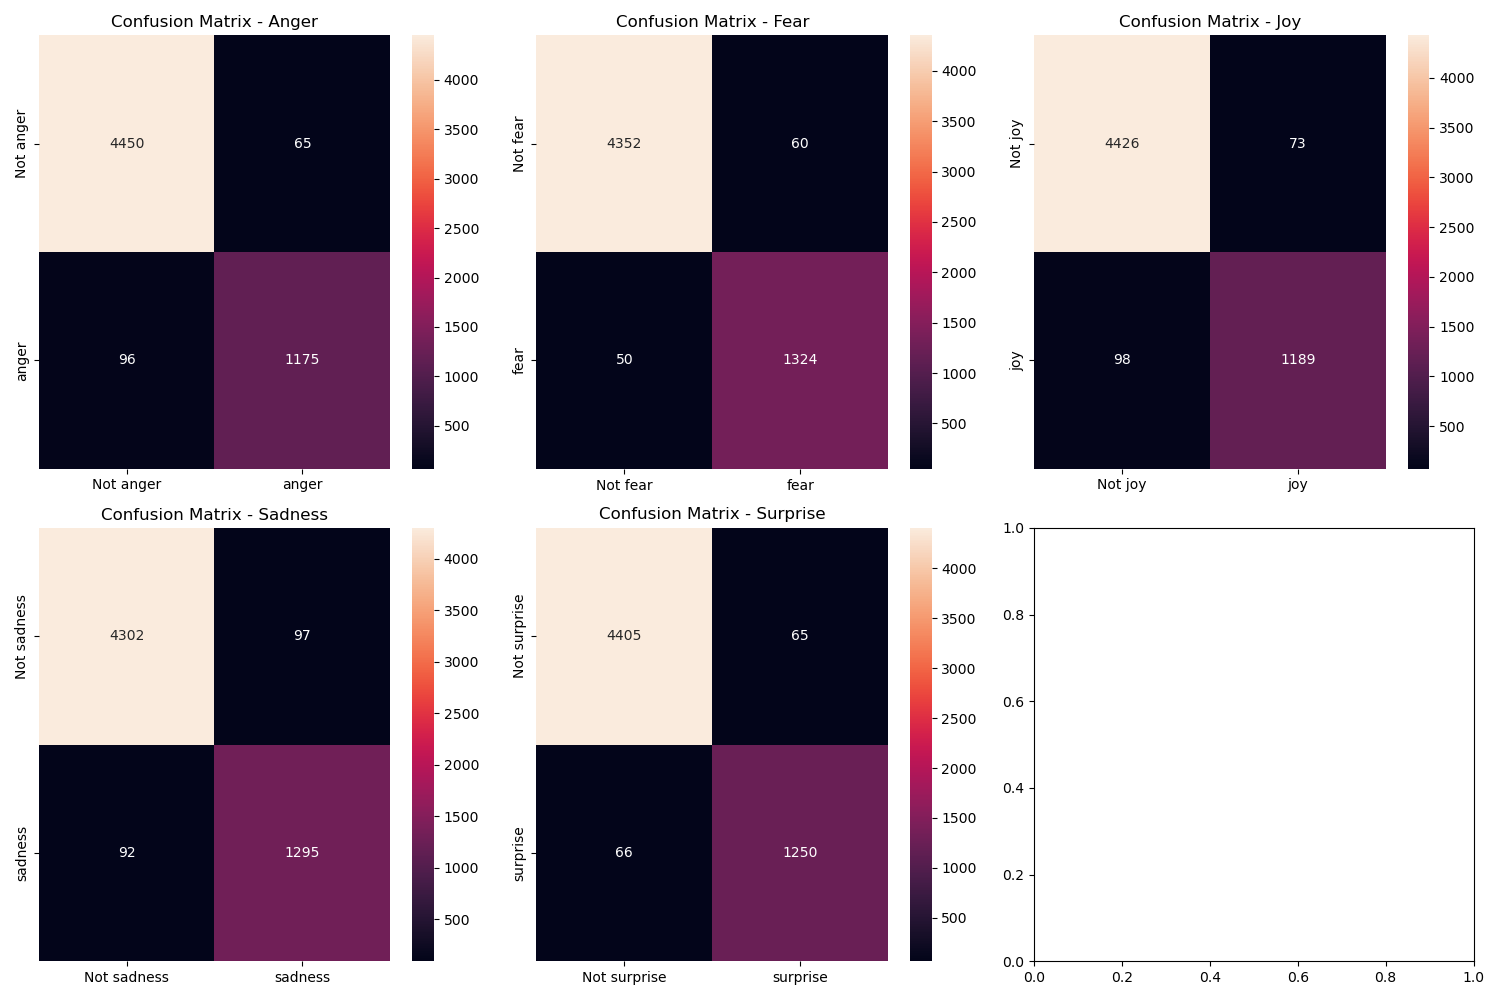 Confusion Matrix - Anger
Not anger
4450
65
anger
96
1175
Not anger
anger
4000
3500
3000
2500
2000
1500
1000
500
Confusion Matrix - Fear
Not fear
4352
60
fear
50
1324
Not fear
fear
4000
3500
3000
2500
2000
1500
1000
500
Confusion Matrix - Joy
Not joy
4426
73
joy
98
1189
Not joy
joy
4000
3500
3000
2500
2000
1500
1000
500
Confusion Matrix - Sadness
Not sadness
4302
97
sadness
92
1295
Not sadness
sadness
4000
3500
3000
2500
2000
1500
1000
500
Confusion Matrix - Surprise
Not surprise
4405
65
surprise
66
1250
Not surprise
surprise
4000
3500
3000
2500
2000
1500
1000
500
1.0
0.8
0.6
0.4
0.2
0.0
0.0
0.2
0.4
0.6
0.8
1.0